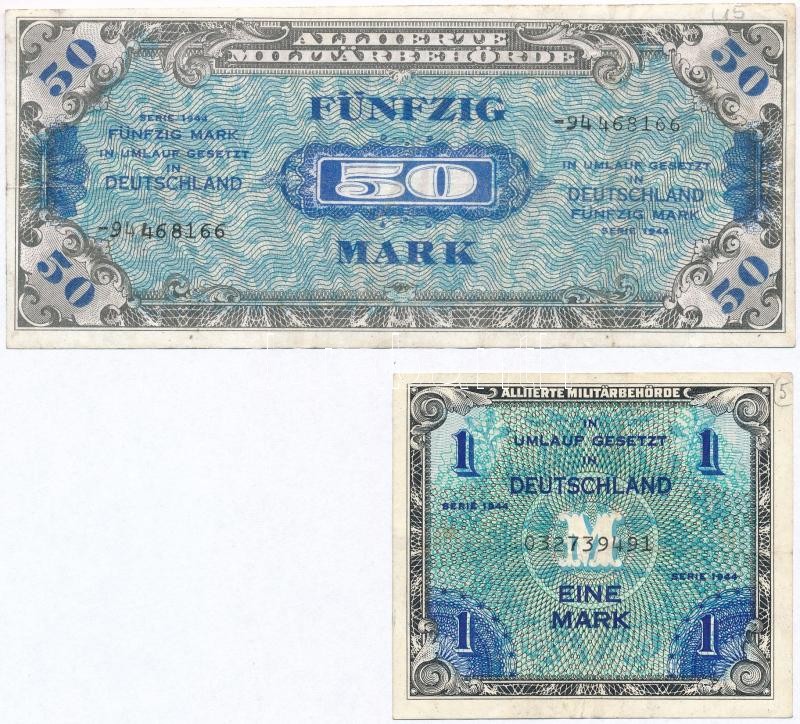 115
50
ALLIIERTE
MILITÄRBEHÖRDE
50
FÜNFZIG
SERIE 1944
FÜNFZIG MARK
IN UMLAUF GESETZT
IN
DEUTSCHLAND
-94468166
50
-94468166
IN UMLAUF GESETZT
IN
DEUTSCHLAND
FÜNFZIG MARK
SERIE 1944
MARK
50
50
ALLIIERTE MILITÄRBEHÖRDE
5
1
IN
UMLAUF GESETZT
IN
DEUTSCHLAND
1
SERIE 1944
M
032739491
SERIE 1944
EINE
MARK
1
1